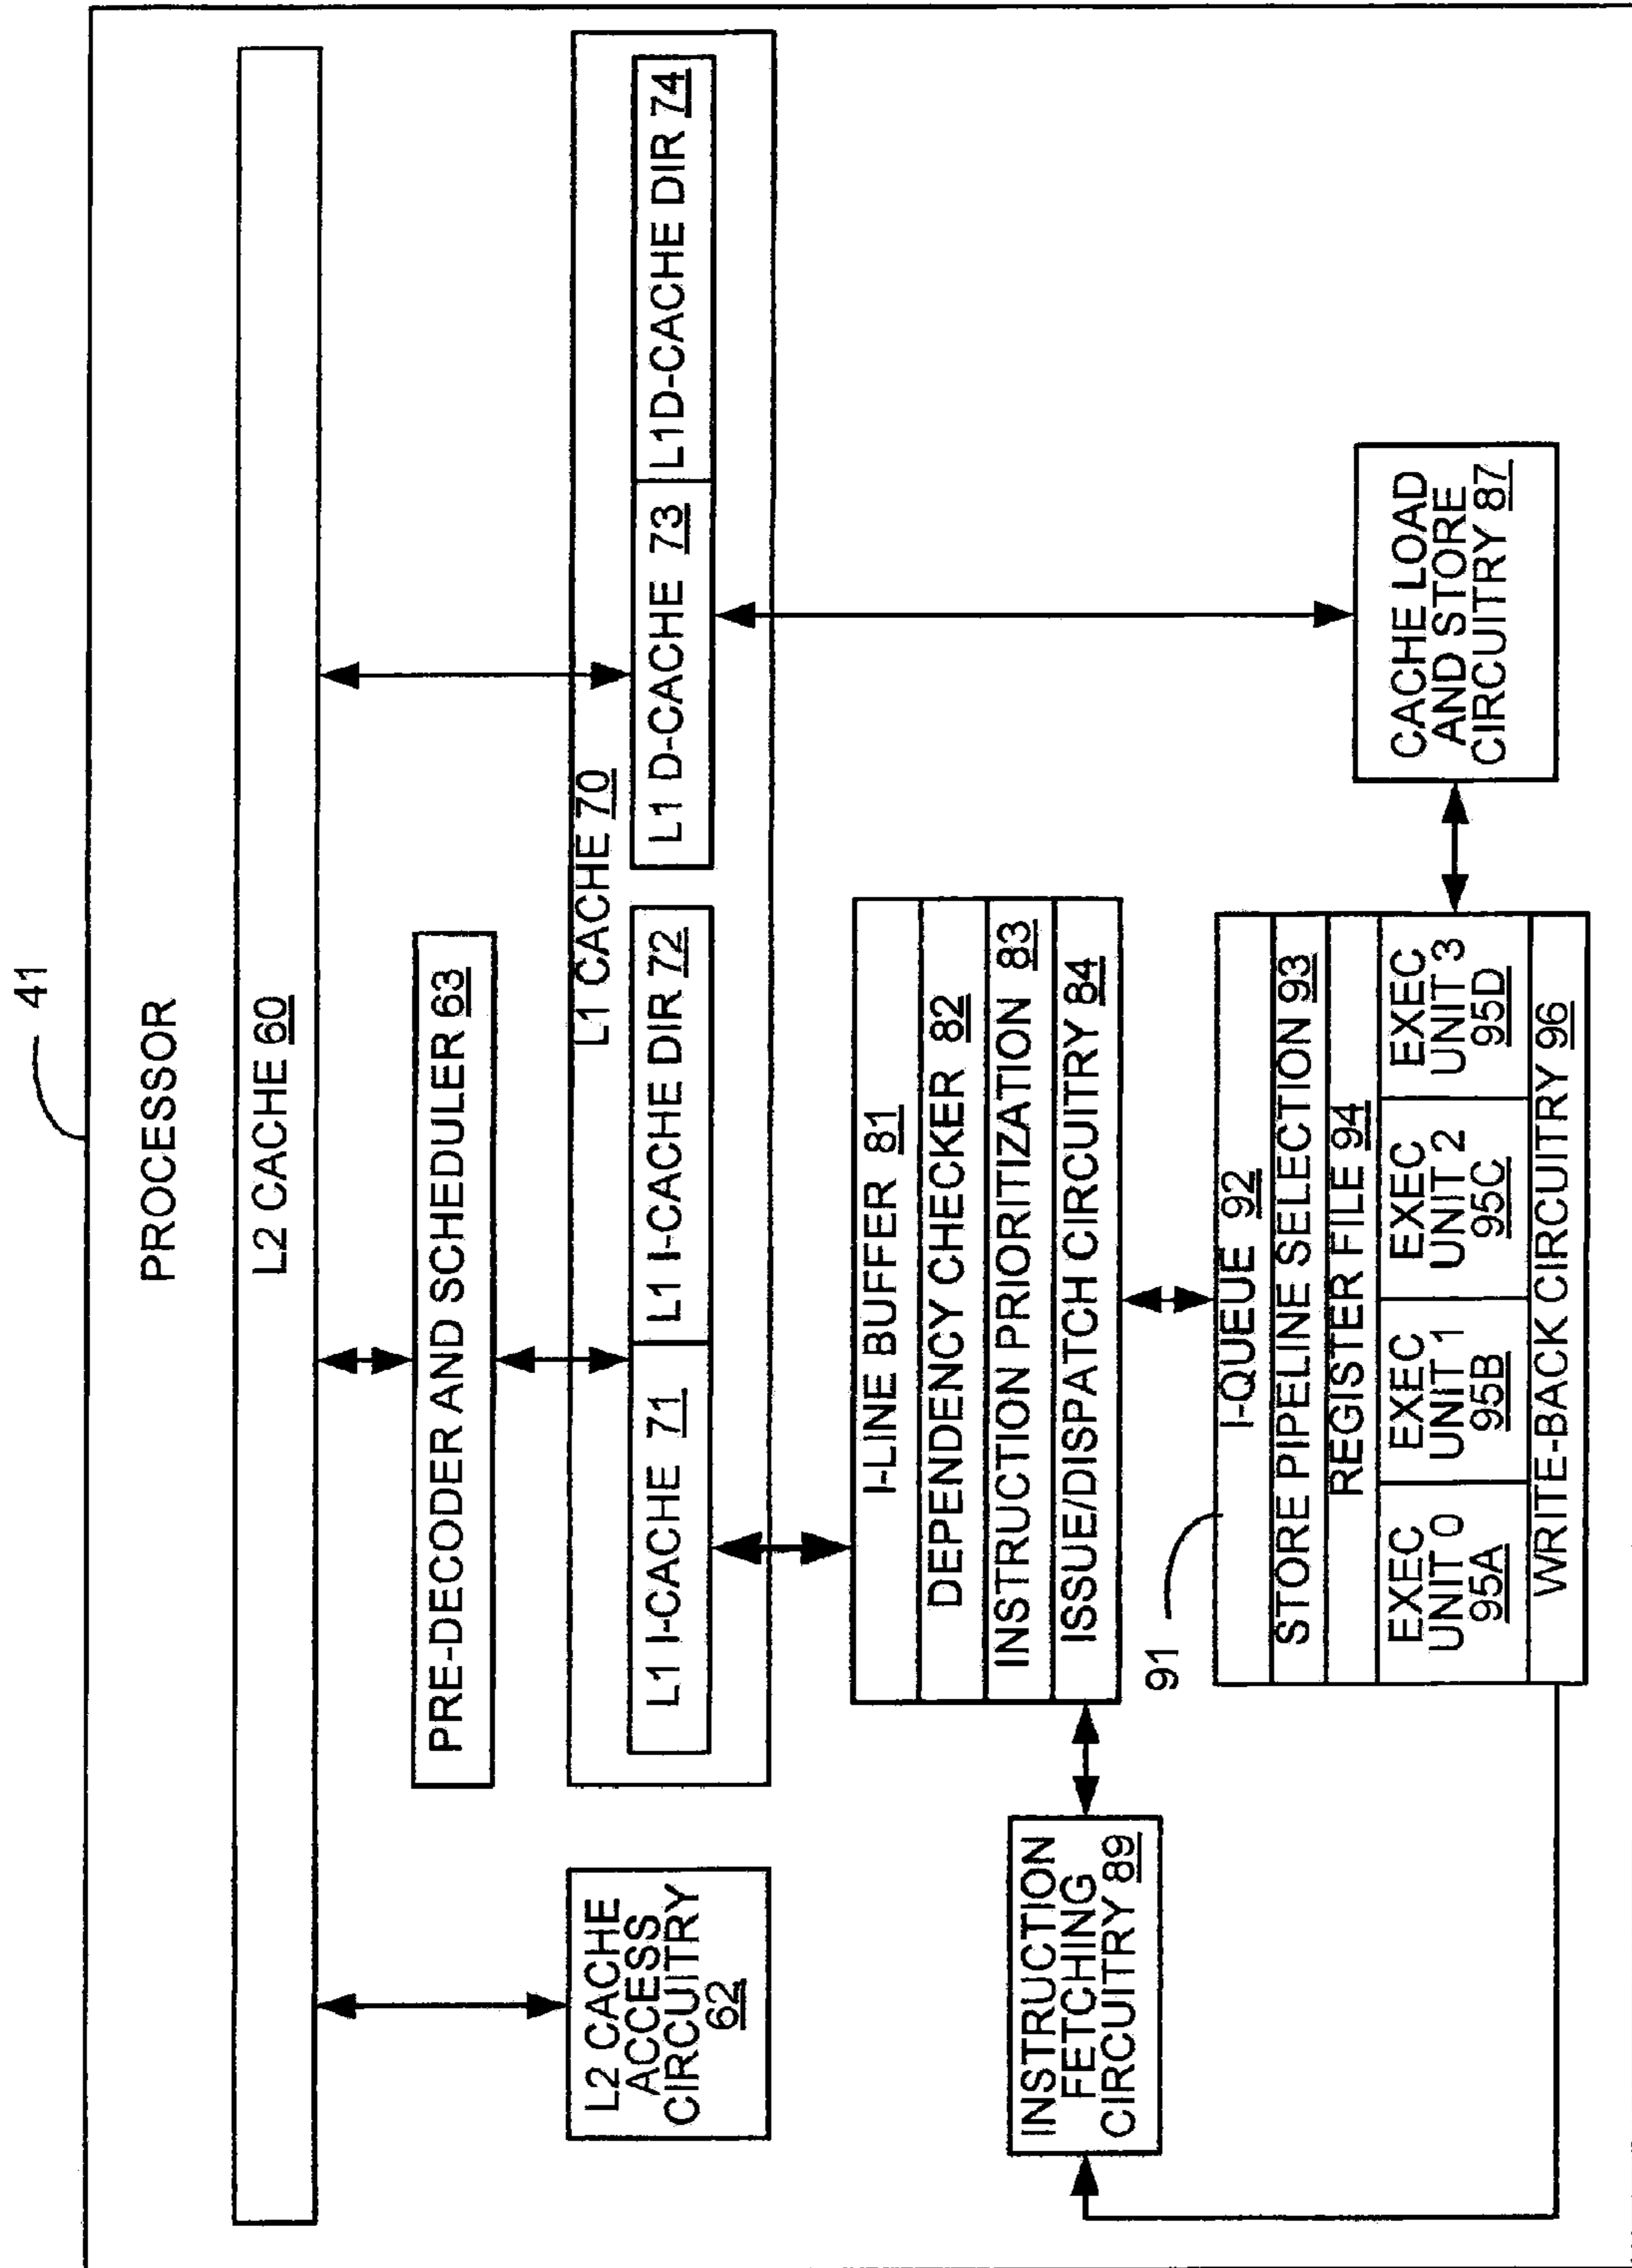 41
PROCESSOR
L2 CACHE 60
PRE-DECODER AND SCHEDULER 63
L2 CACHE
ACCESS
CIRCUITRY
62
L1 CACHE 70
L1 I-CACHE 71
L1 I-CACHE DIR 72
L1 D-CACHE 73
L1D-CACHE DIR 74
I-LINE BUFFER 81
DEPENDENCY CHECKER 82
INSTRUCTION PRIORITIZATION 83
ISSUE/DISPATCH CIRCUITRY 84
INSTRUCTION
FETCHING
CIRCUITRY 89
91
I-QUEUE 92
STORE PIPELINE SELECTION 93
REGISTER FILE 94
EXEC
UNIT 0
95A
EXEC
UNIT 1
95B
EXEC
UNIT 2
95C
EXEC
UNIT 3
95D
WRITE-BACK CIRCUITRY 96
CACHE LOAD
AND STORE
CIRCUITRY 87